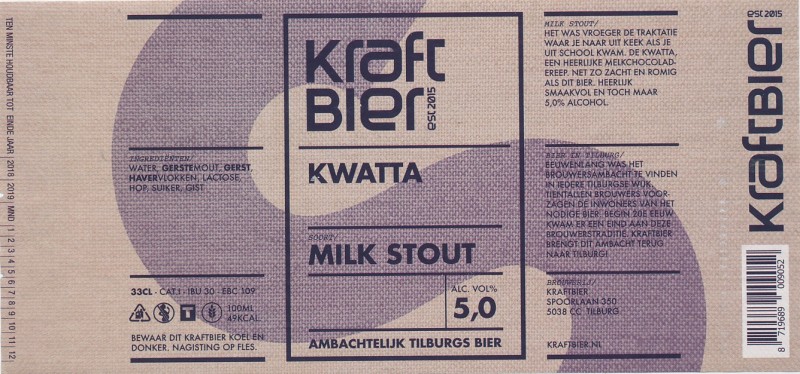 TEN MINSTE HOUDBAAR TOT EINDE JAAR | 2018 | 2019 | MND | 1 | 2 | 3 | 4 | 5 | 6 | 7 | 8 | 9 | 10 | 11 | 12 |
INGREDIËNTEN/
WATER, GERSTEMOUT, GERST,
HAVERVLOKKEN, LACTOSE,
HOP, SUIKER, GIST
33CL - CAT.I - IBU 30 - EBC 109
100ML
49KCAL.
BEWAAR DIT KRAFTBIER KOEL EN
DONKER. NAGISTING OP FLES.
Kraft
BIER
est 2015
KWATTA
SOORT/
MILK STOUT
ALC. VOL%
5,0
AMBACHTELIJK TILBURGS BIER
MILK STOUT/
HET WAS VROEGER DE TRAKTATIE
WAAR JE NAAR UIT KEEK ALS JE
UIT SCHOOL KWAM. DE KWATTA,
EEN HEERLIJKE MELKCHOCOLAD-
EREEP. NET ZO ZACHT EN ROMIG
ALS DIT BIER. HEERLIJK
SMAAKVOL EN TOCH MAAR
5,0% ALCOHOL.
BIER IN TILBURG/
EEUWENLANG WAS HET
BROUWERSAMBACHT TE VINDEN
IN IEDERE TILBURGSE WIJK.
TIENTALLEN BROUWERS VOOR-
ZAGEN DE INWONERS VAN HET
NODIGE BIER. BEGIN 20E EEUW
KWAM ER EEN EIND AAN DEZE
BROUWERSTRADITIE. KRAFTBIER
BRENGT DIT AMBACHT TERUG
NAAR TILBURG!
BROUWERIJ/
KRAFTBIER
SPOORLAAN 350
5038 CC TILBURG
KRAFTBIER.NL
KraftBIER
est 2015
8 719689 009052